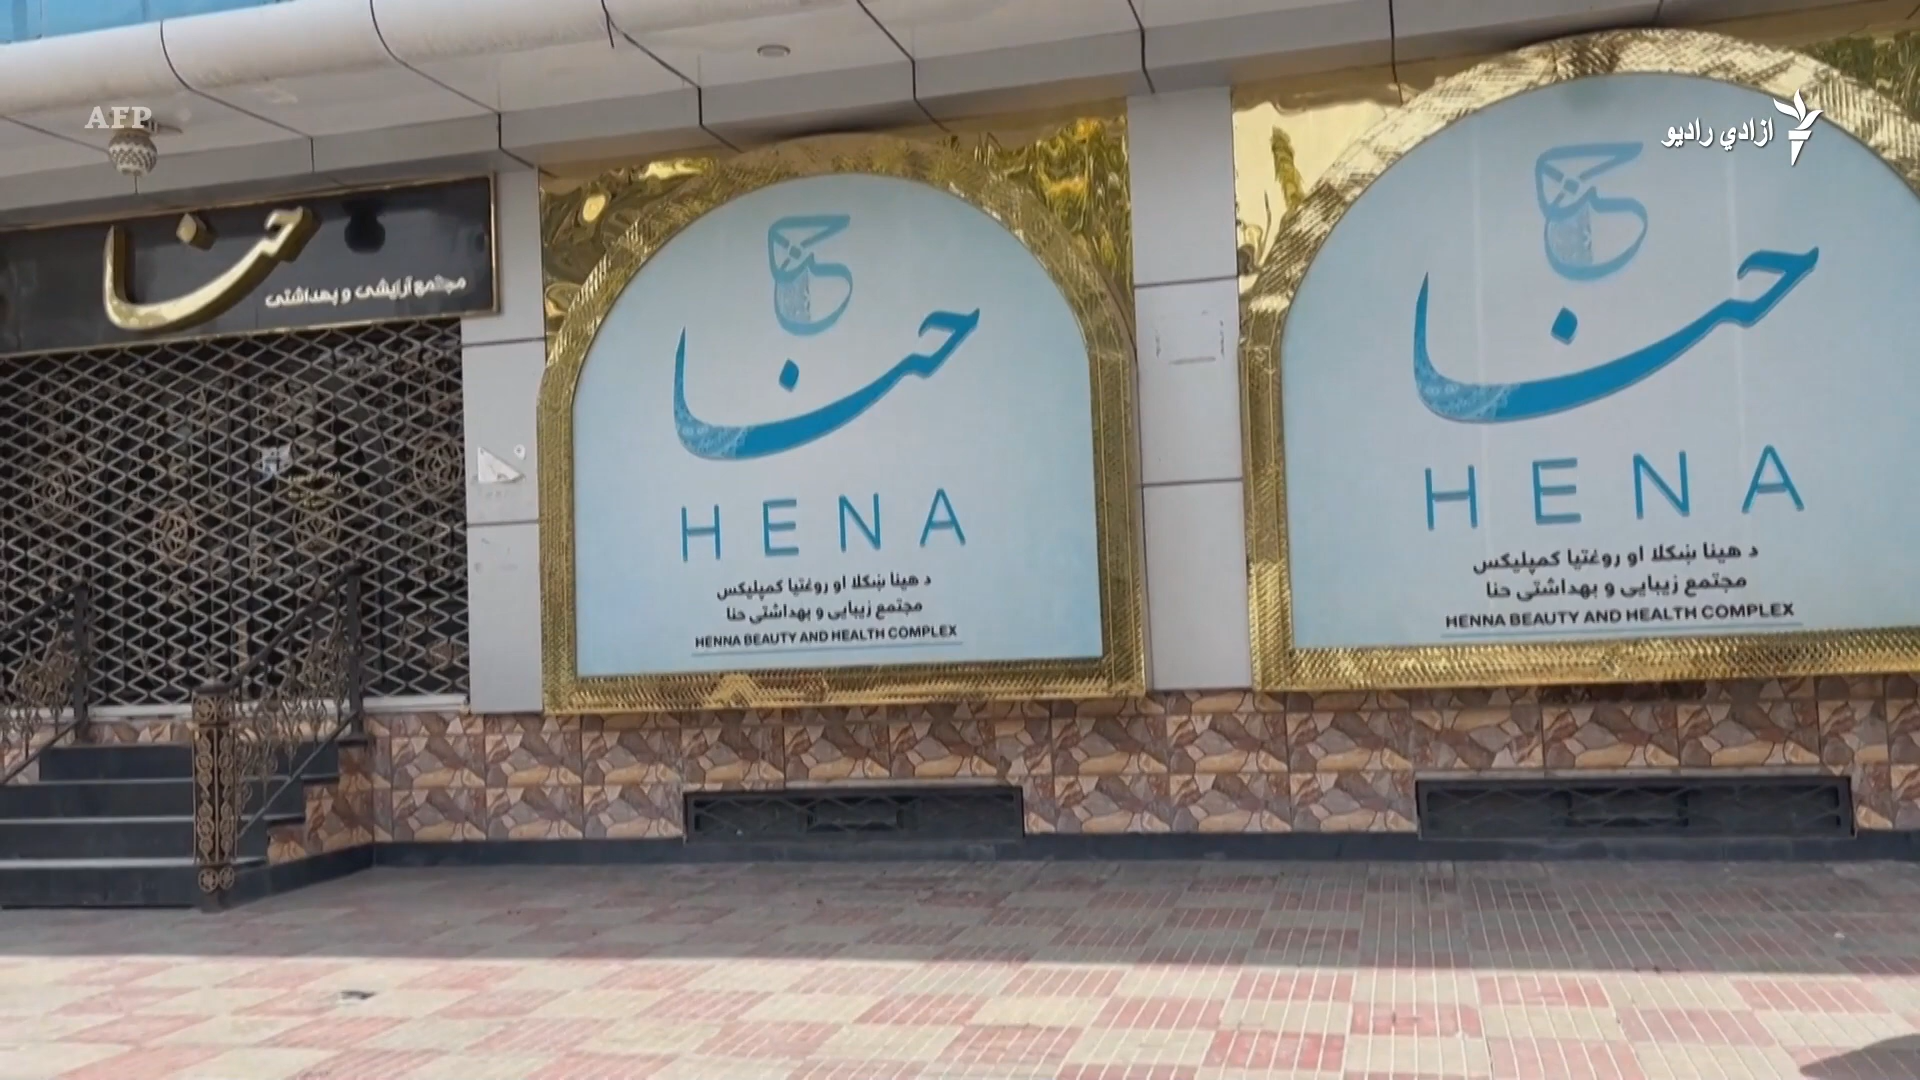 AFP
ازادي راديو
حنا
مجتمع آرایشی و بهداشتی
حنا
HENA
د هینا ښکلا او روغتیا کمپلیکس
مجتمع زیبایی و بهداشتی حنا
HENNA BEAUTY AND HEALTH COMPLEX
حنا
HENA
د هینا ښکلا او روغتیا کمپلیکس
مجتمع زیبایی و بهداشتی حنا
HENNA BEAUTY AND HEALTH COMPLEX